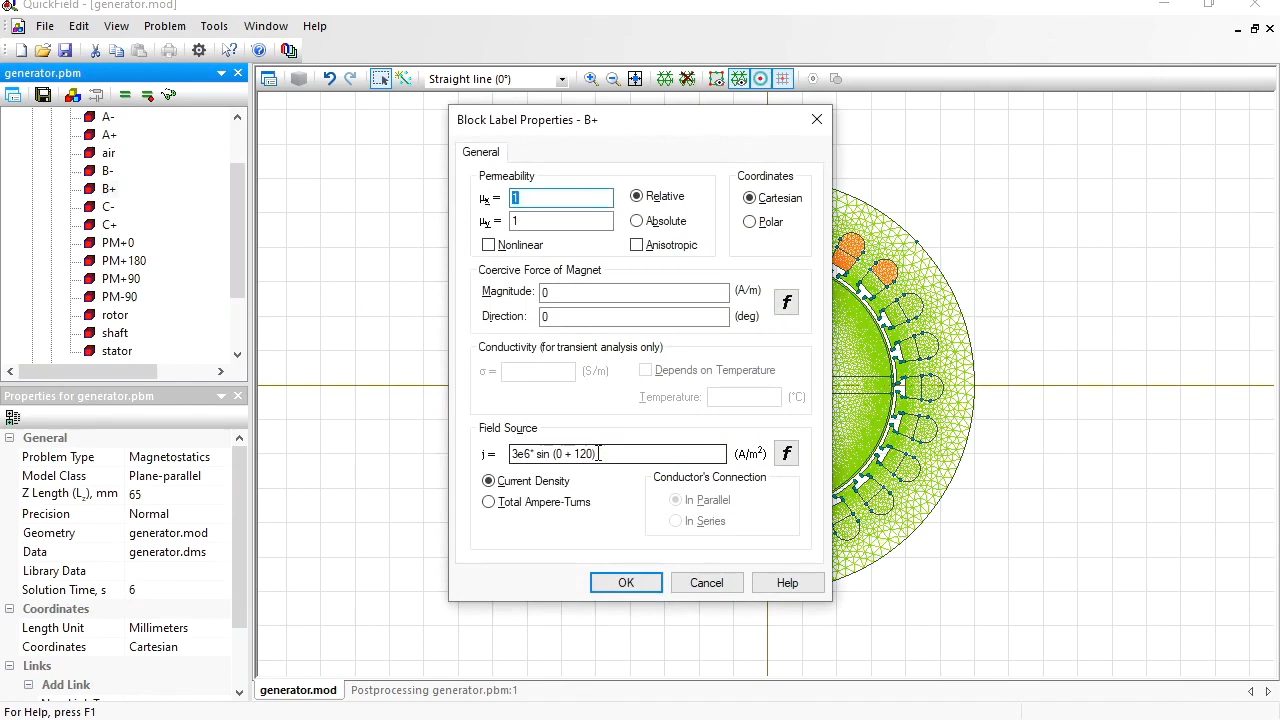 QuickField - [generator.mod]
File Edit View Problem Tools Window Help
generator.pbm
Straight line (0°)
A-
A+
air
B-
B+
C-
C+
PM+0
PM+180
PM+90
PM-90
rotor
shaft
stator
Properties for generator.pbm
General
Problem Type Magnetostatics
Model Class Plane-parallel
Z Length (Lz), mm 65
Precision Normal
Geometry generator.mod
Data generator.dms
Library Data
Solution Time, s 6
Coordinates
Length Unit Millimeters
Coordinates Cartesian
Links
Add Link
Block Label Properties - B+
General
Permeability
μx = 1
μy = 1
Relative
Absolute
Nonlinear
Anisotropic
Coordinates
Cartesian
Polar
Coercive Force of Magnet
Magnitude: 0 (A/m)
Direction: 0 (deg)
f
Conductivity (for transient analysis only)
σ = (S/m)
Depends on Temperature
Temperature: (°C)
Field Source
j = 3e6* sin (0 + 120) (A/m²)
f
Current Density
Total Ampere-Turns
Conductor's Connection
In Parallel
In Series
OK Cancel Help
generator.mod Postprocessing generator.pbm:1
For Help, press F1